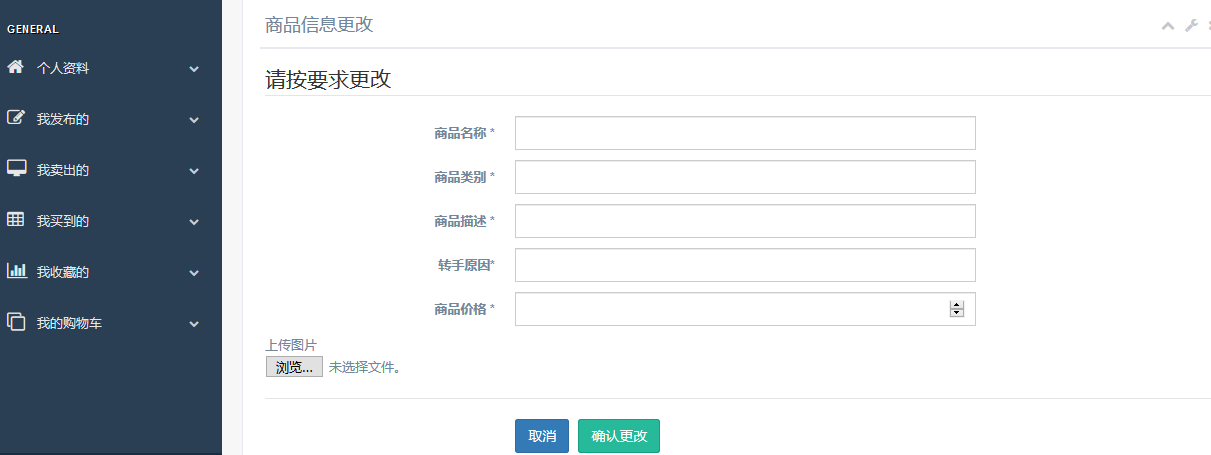 GENERAL
个人资料
我发布的
我卖出的
我买到的
我收藏的
我的购物车
商品信息更改
请按要求更改
商品名称 *
商品类别 *
商品描述 *
转手原因*
商品价格 *
上传图片
浏览... 未选择文件。
取消 确认更改